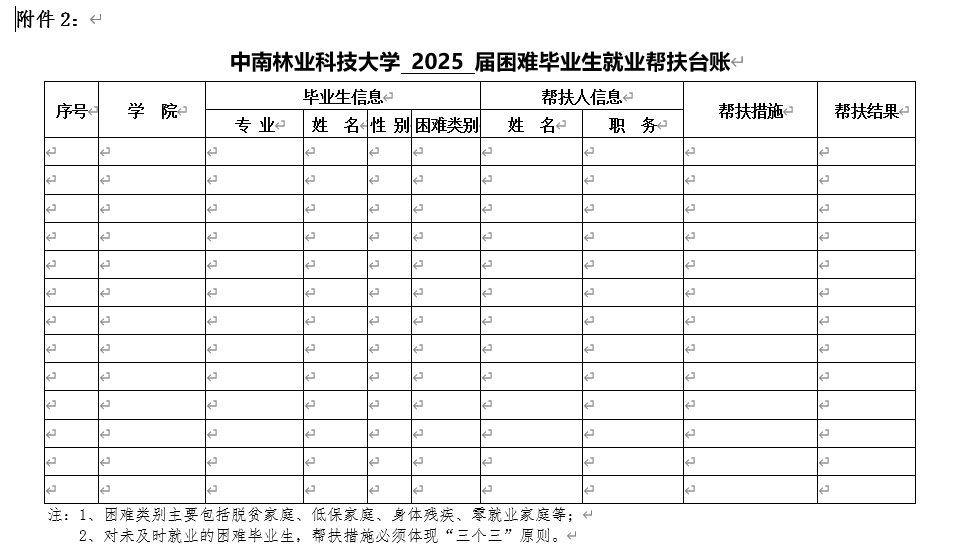 附件 2：
中南林业科技大学 2025 届困难毕业生就业帮扶台账
序号 学 院 毕业生信息 帮扶人信息 帮扶措施 帮扶结果
专 业 姓 名 性 别 困难类别 姓 名 职 务
注：1、困难类别主要包括脱贫家庭、低保家庭、身体残疾、零就业家庭等；
2、对未及时就业的困难毕业生，帮扶措施必须体现“三个三”原则。